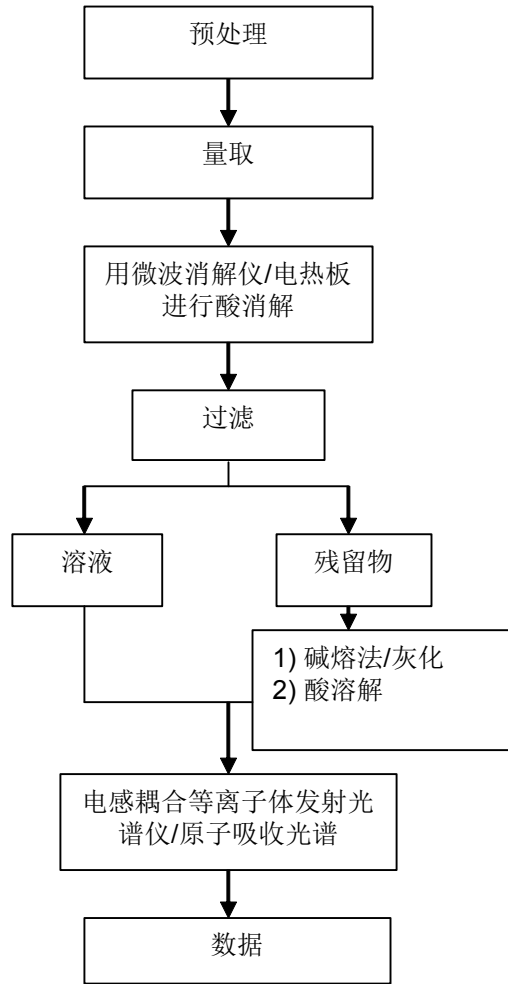 预处理
量取
用微波消解仪/电热板
进行酸消解
过滤
溶液
残留物
1) 碱熔法/灰化
2) 酸溶解
电感耦合等离子体发射光
谱仪/原子吸收光谱
数据